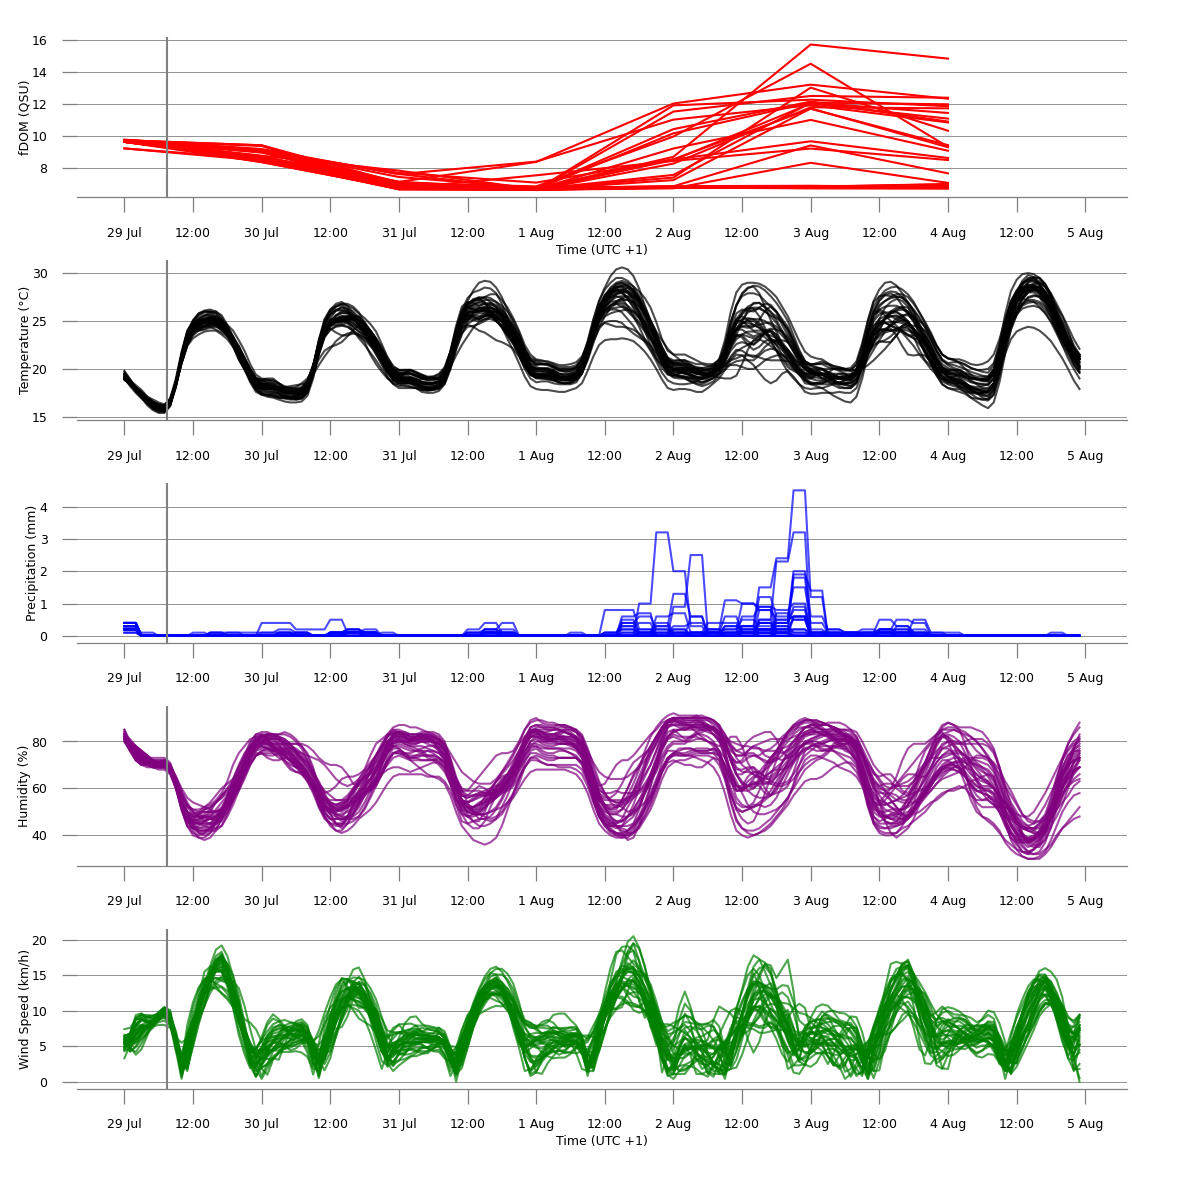 16
14
12
10
8
fDOM (QSU)
29 Jul 12:00 30 Jul 12:00 31 Jul 12:00 1 Aug 12:00 2 Aug 12:00 3 Aug 12:00 4 Aug 12:00 5 Aug
Time (UTC +1)
30
25
20
15
Temperature (°C)
29 Jul 12:00 30 Jul 12:00 31 Jul 12:00 1 Aug 12:00 2 Aug 12:00 3 Aug 12:00 4 Aug 12:00 5 Aug
4
3
2
1
0
Precipitation (mm)
29 Jul 12:00 30 Jul 12:00 31 Jul 12:00 1 Aug 12:00 2 Aug 12:00 3 Aug 12:00 4 Aug 12:00 5 Aug
80
60
40
Humidity (%)
29 Jul 12:00 30 Jul 12:00 31 Jul 12:00 1 Aug 12:00 2 Aug 12:00 3 Aug 12:00 4 Aug 12:00 5 Aug
20
15
10
5
0
Wind Speed (km/h)
29 Jul 12:00 30 Jul 12:00 31 Jul 12:00 1 Aug 12:00 2 Aug 12:00 3 Aug 12:00 4 Aug 12:00 5 Aug
Time (UTC +1)